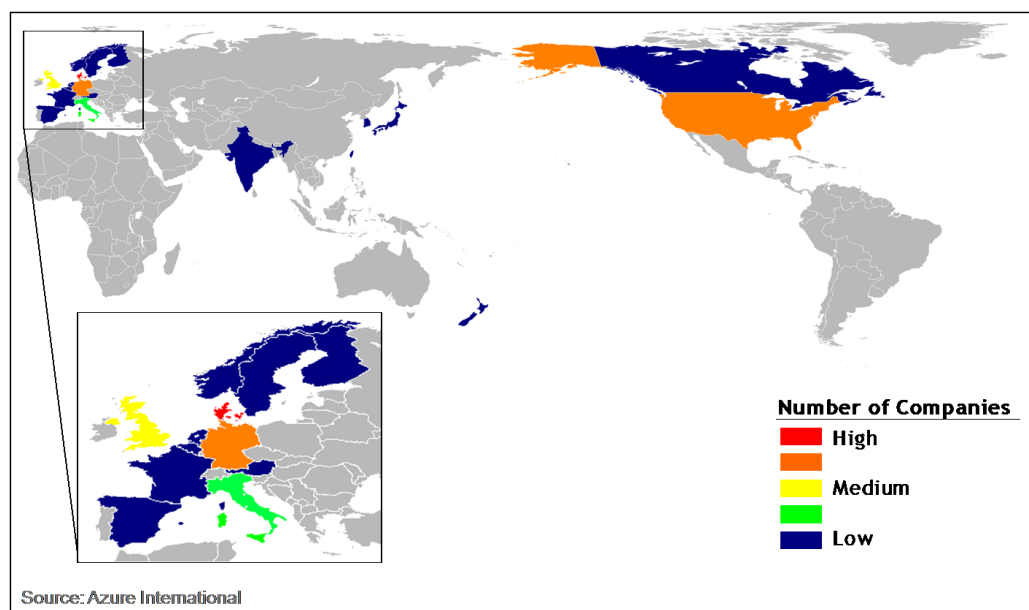 Number of Companies
High
Medium
Low
Source: Azure International